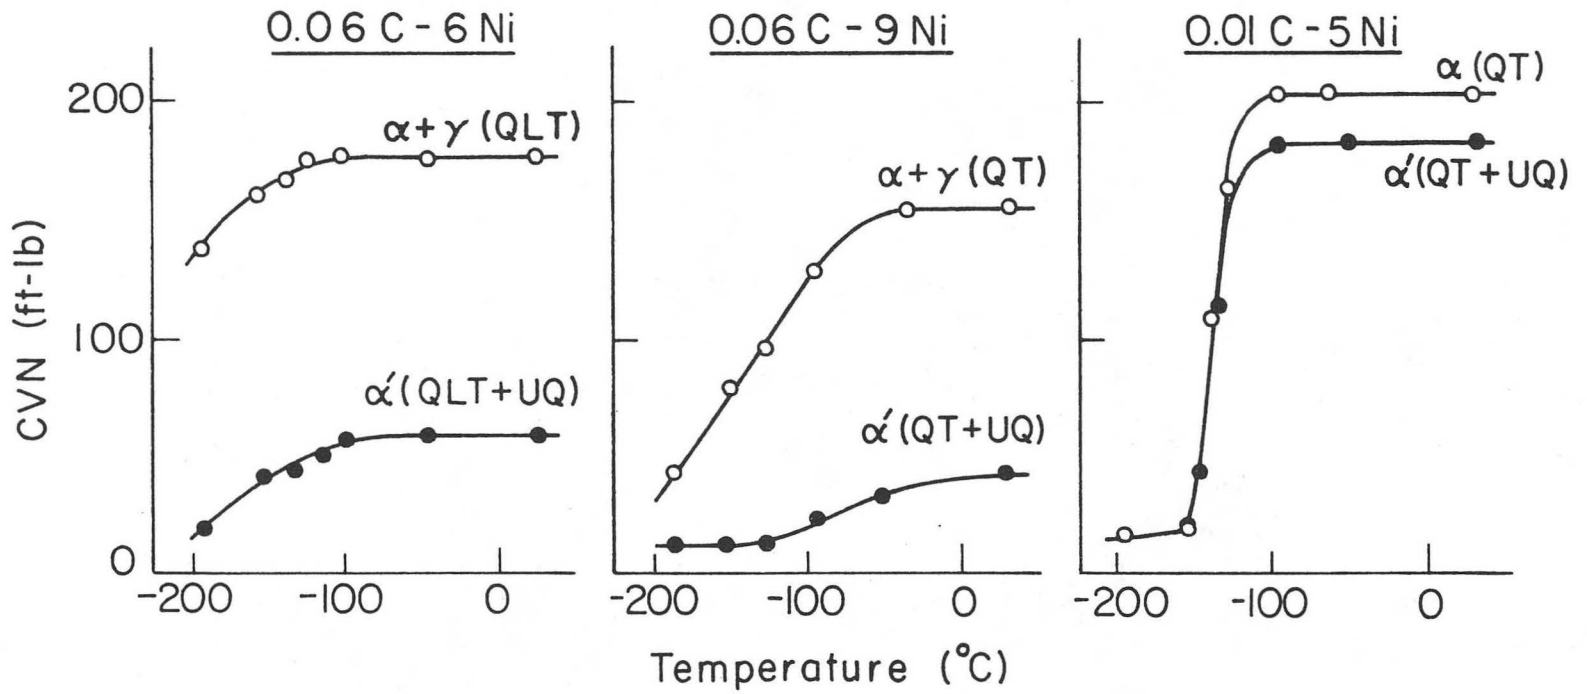 0.06 C - 6 Ni
0.06 C - 9 Ni
0.01 C - 5 Ni
CVN (ft-lb)
200
100
0
α+γ (QLT)
α′(QLT+UQ)
-200
-100
0
α+γ (QT)
α′(QT+UQ)
-200
-100
0
α (QT)
α′(QT+UQ)
-200
-100
0
Temperature (°C)